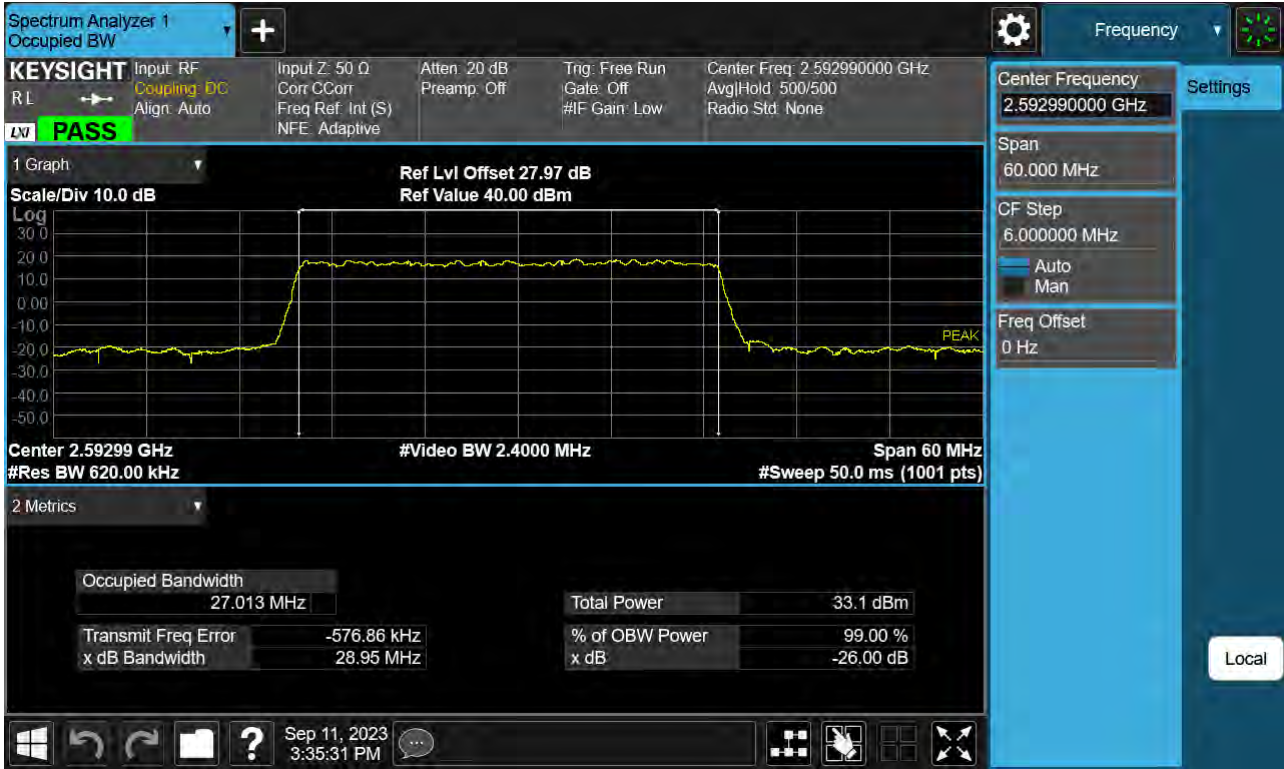 Spectrum Analyzer 1
Occupied BW
+
Frequency
KEYSIGHT
RL
LXI
PASS
Input: RF
Coupling: DC
Align: Auto
Input Z: 50 Ω
Corr CCorr
Freq Ref: Int (S)
NFE: Adaptive
Atten: 20 dB
Preamp: Off
Trig: Free Run
Gate: Off
#IF Gain: Low
Center Freq: 2.592990000 GHz
Avg|Hold: 500/500
Radio Std: None
Center Frequency
2.592990000 GHz
Settings
Span
60.000 MHz
CF Step
6.000000 MHz
Auto
Man
Freq Offset
0 Hz
Local
1 Graph
Scale/Div 10.0 dB
Ref Lvl Offset 27.97 dB
Ref Value 40.00 dBm
Log
30.0
20.0
10.0
0.00
-10.0
-20.0
-30.0
-40.0
-50.0
PEAK
Center 2.59299 GHz
#Video BW 2.4000 MHz
Span 60 MHz
#Res BW 620.00 kHz
#Sweep 50.0 ms (1001 pts)
2 Metrics
Occupied Bandwidth
27.013 MHz
Total Power 33.1 dBm
Transmit Freq Error -576.86 kHz
% of OBW Power 99.00 %
x dB Bandwidth 28.95 MHz
x dB -26.00 dB
?
Sep 11, 2023
3:35:31 PM